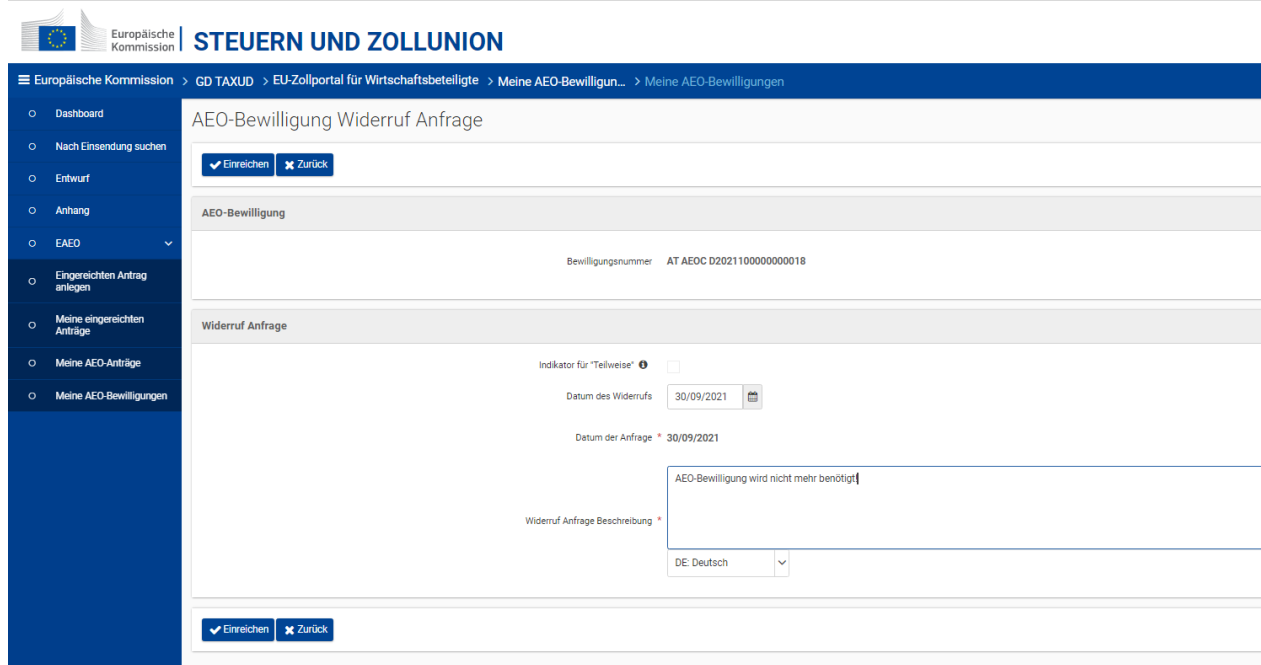 Europäische
Kommission
STEUERN UND ZOLLUNION
Europäische Kommission > GD TAXUD > EU-Zollportal für Wirtschaftsbeteiligte > Meine AEO-Bewilligun... > Meine AEO-Bewilligungen
Dashboard
Nach Einsendung suchen
Entwurf
Anhang
EAEO
Eingereichten Antrag
anlegen
Meine eingereichten
Anträge
Meine AEO-Anträge
Meine AEO-Bewilligungen
AEO-Bewilligung Widerruf Anfrage
Einreichen Zurück
AEO-Bewilligung
Bewilligungsnummer AT AEOC D2021100000000018
Widerruf Anfrage
Indikator für "Teilweise"
Datum des Widerrufs 30/09/2021
Datum der Anfrage * 30/09/2021
AEO-Bewilligung wird nicht mehr benötigt!
Widerruf Anfrage Beschreibung *
DE: Deutsch
Einreichen Zurück